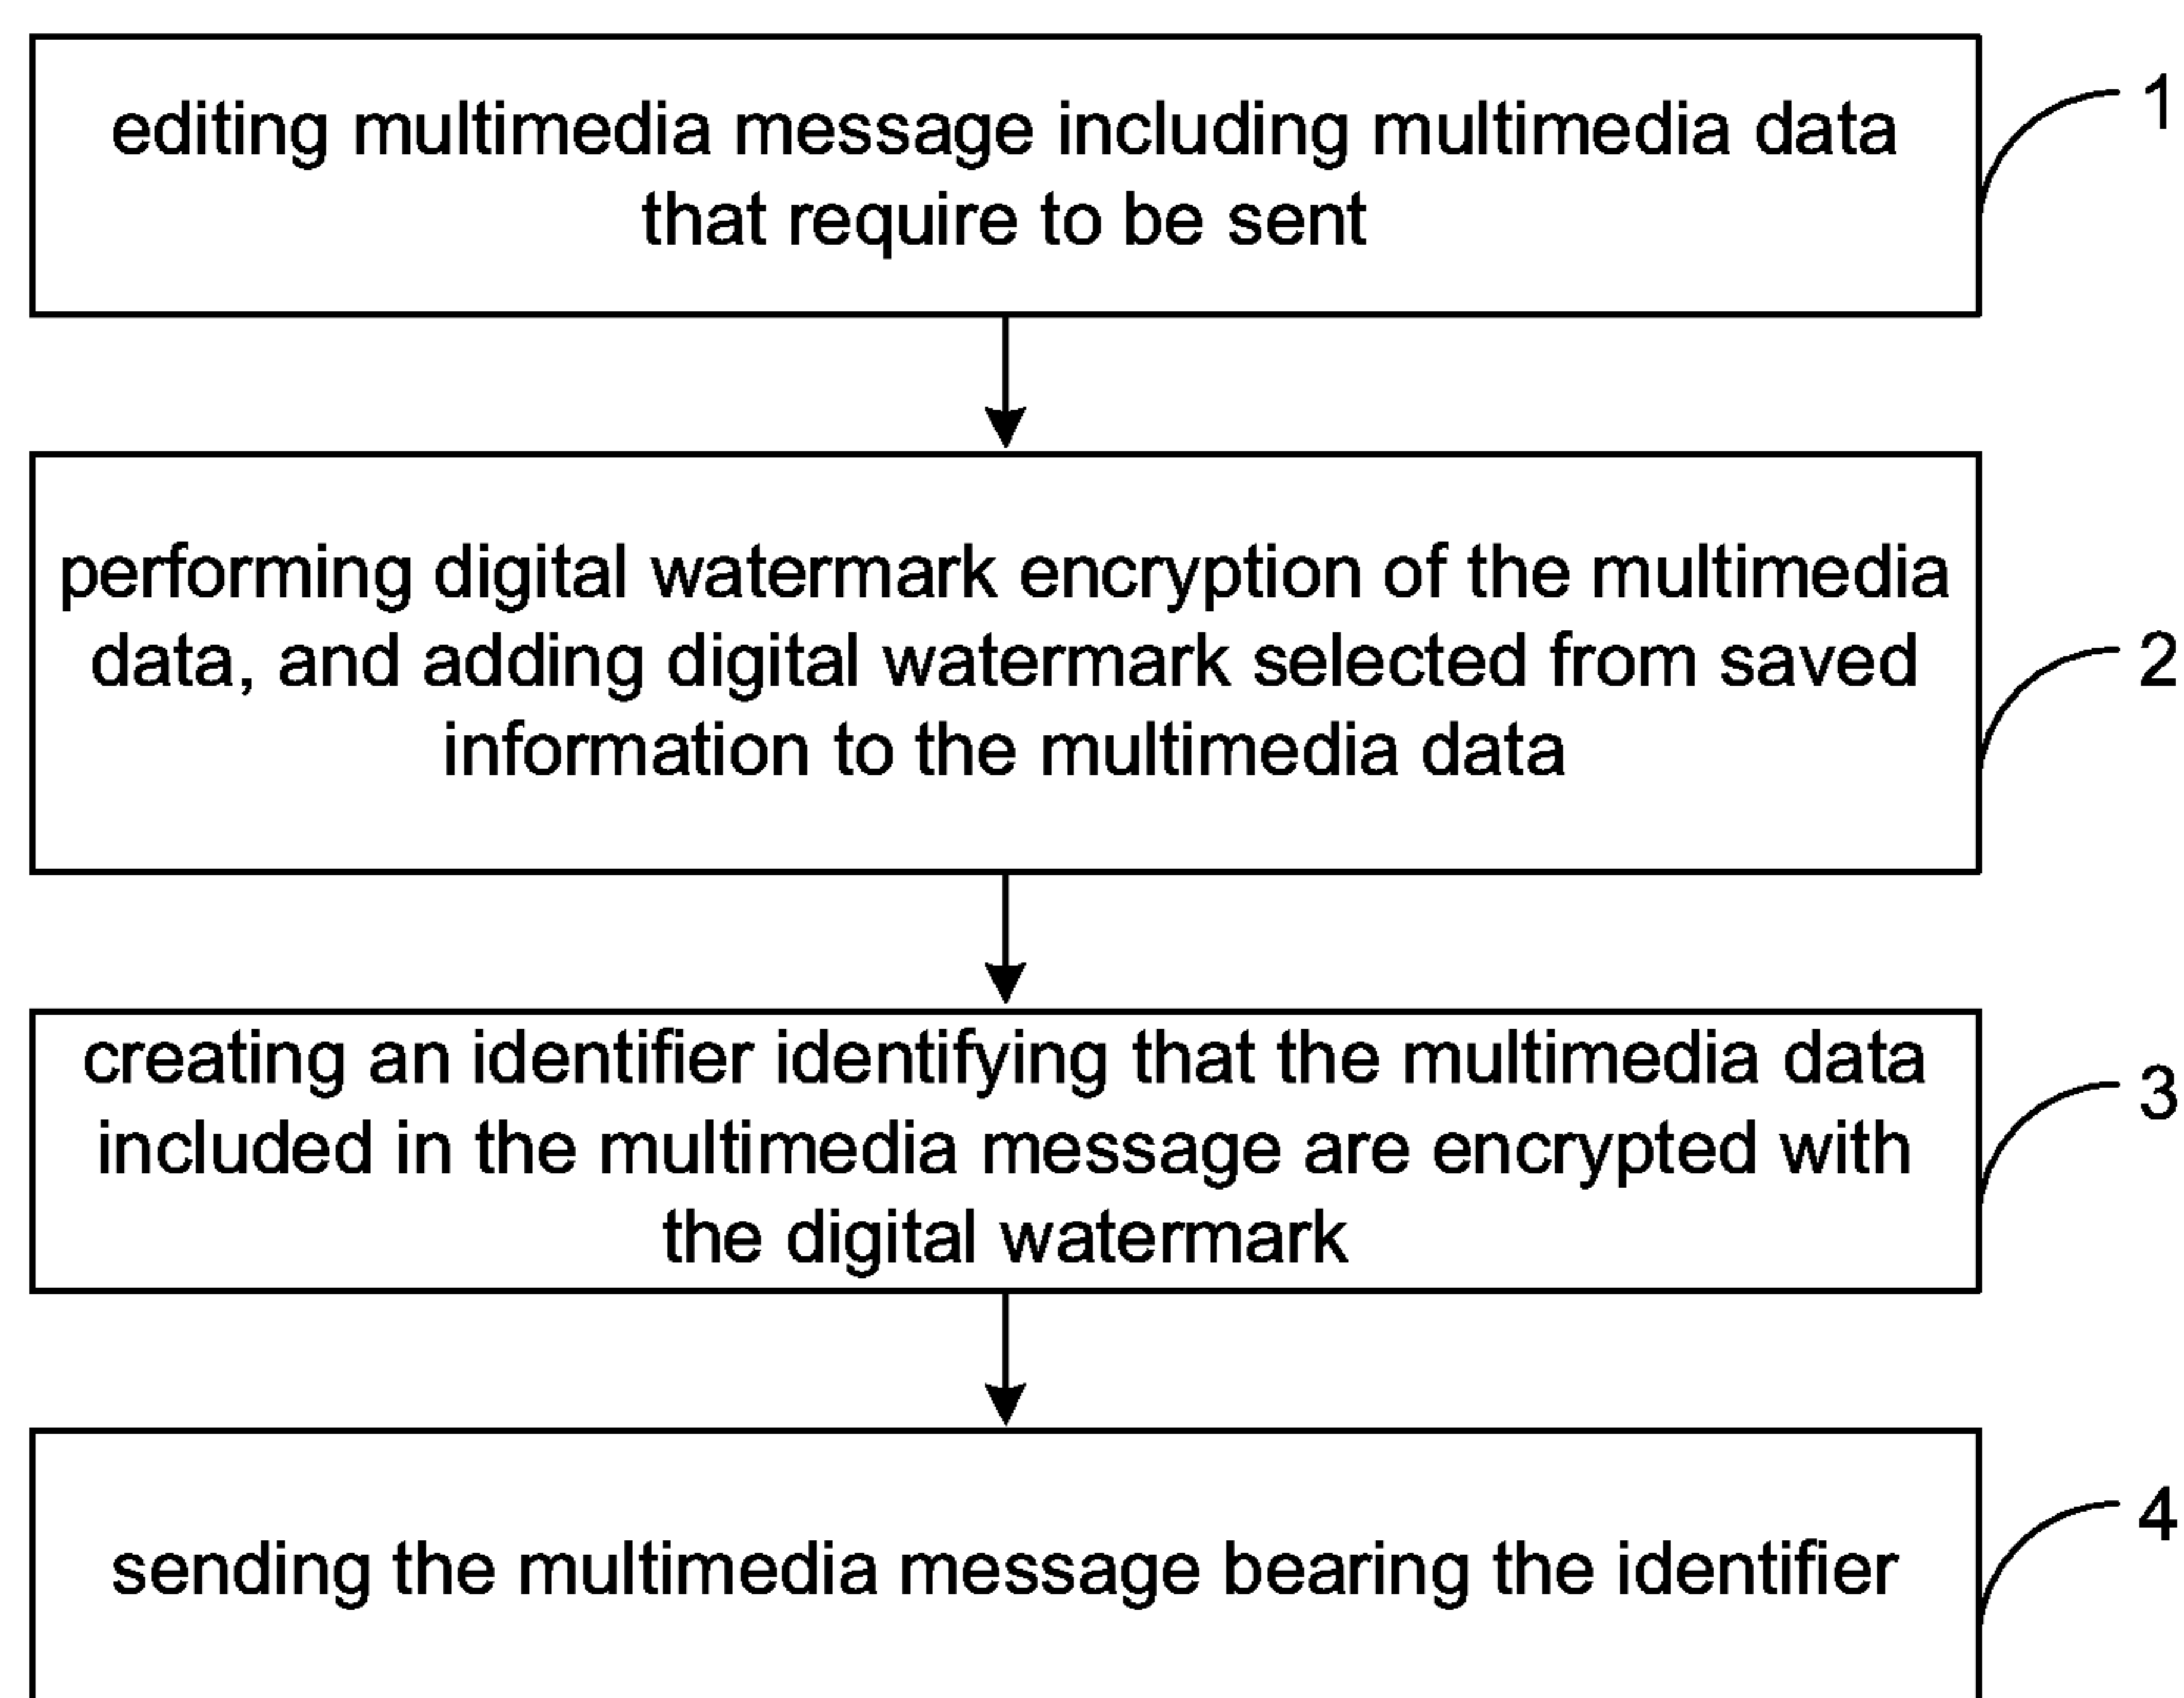 editing multimedia message including multimedia data
that require to be sent
1
performing digital watermark encryption of the multimedia
data, and adding digital watermark selected from saved
information to the multimedia data
2
creating an identifier identifying that the multimedia data
included in the multimedia message are encrypted with
the digital watermark
3
sending the multimedia message bearing the identifier
4